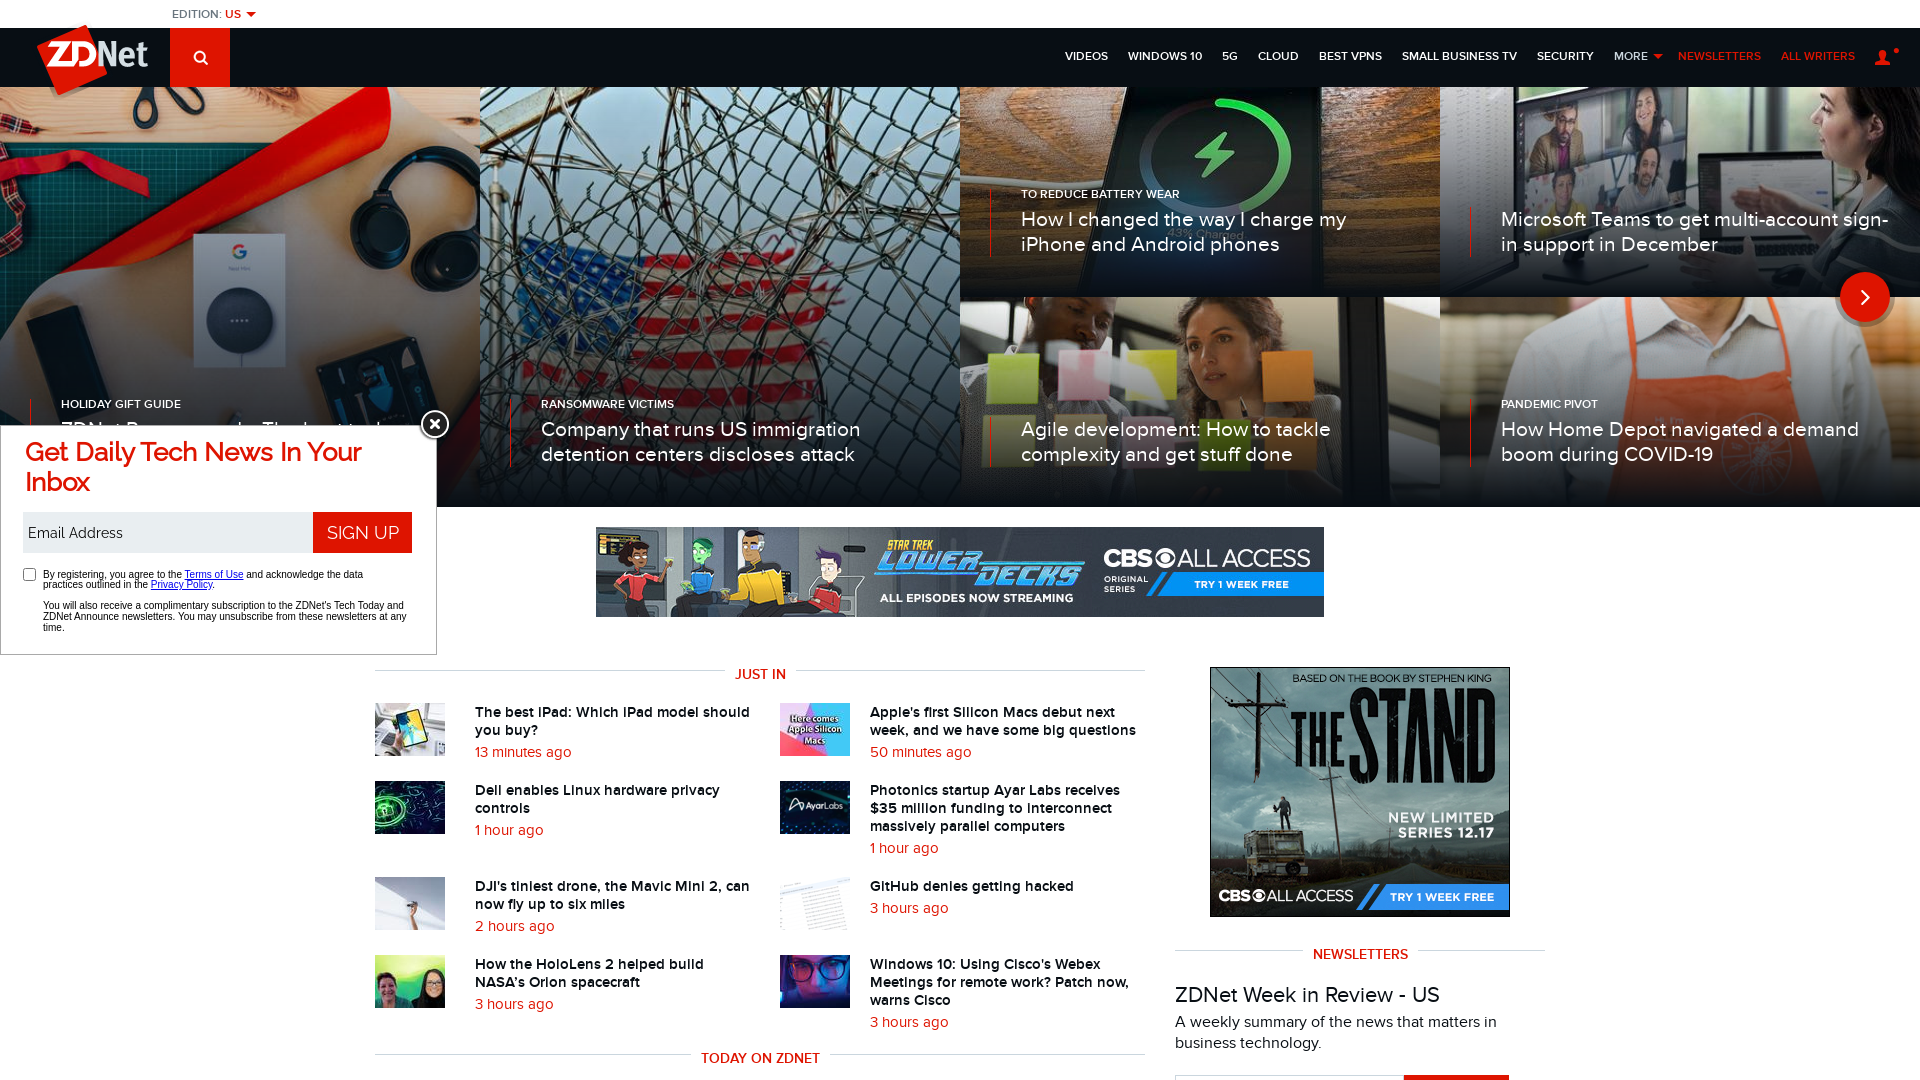 EDITION: US
ZDNet
VIDEOS WINDOWS 10 5G CLOUD BEST VPNS SMALL BUSINESS TV SECURITY MORE NEWSLETTERS ALL WRITERS
HOLIDAY GIFT GUIDE
RANSOMWARE VICTIMS
Company that runs US immigration
detention centers discloses attack
TO REDUCE BATTERY WEAR
How I changed the way I charge my
iPhone and Android phones
43% Charged
Microsoft Teams to get multi-account sign-
in support in December
Agile development: How to tackle
complexity and get stuff done
PANDEMIC PIVOT
How Home Depot navigated a demand
boom during COVID-19
Get Daily Tech News In Your
Inbox
Email Address
SIGN UP
By registering, you agree to the Terms of Use and acknowledge the data
practices outlined in the Privacy Policy.
You will also receive a complimentary subscription to the ZDNet's Tech Today and
ZDNet Announce newsletters. You may unsubscribe from these newsletters at any
time.
STAR TREK
LOWER DECKS
ALL EPISODES NOW STREAMING
CBS ALL ACCESS
ORIGINAL
SERIES
TRY 1 WEEK FREE
JUST IN
The best iPad: Which iPad model should
you buy?
13 minutes ago
Here comes
Apple Silicon
Macs
Apple's first Silicon Macs debut next
week, and we have some big questions
50 minutes ago
Dell enables Linux hardware privacy
controls
1 hour ago
AyarLabs
Photonics startup Ayar Labs receives
$35 million funding to interconnect
massively parallel computers
1 hour ago
DJI's tiniest drone, the Mavic Mini 2, can
now fly up to six miles
2 hours ago
GitHub denies getting hacked
3 hours ago
How the HoloLens 2 helped build
NASA’s Orion spacecraft
3 hours ago
Windows 10: Using Cisco's Webex
Meetings for remote work? Patch now,
warns Cisco
3 hours ago
TODAY ON ZDNET
BASED ON THE BOOK BY STEPHEN KING
THE STAND
NEW LIMITED
SERIES 12.17
CBS ALL ACCESS
TRY 1 WEEK FREE
NEWSLETTERS
ZDNet Week in Review - US
A weekly summary of the news that matters in
business technology.